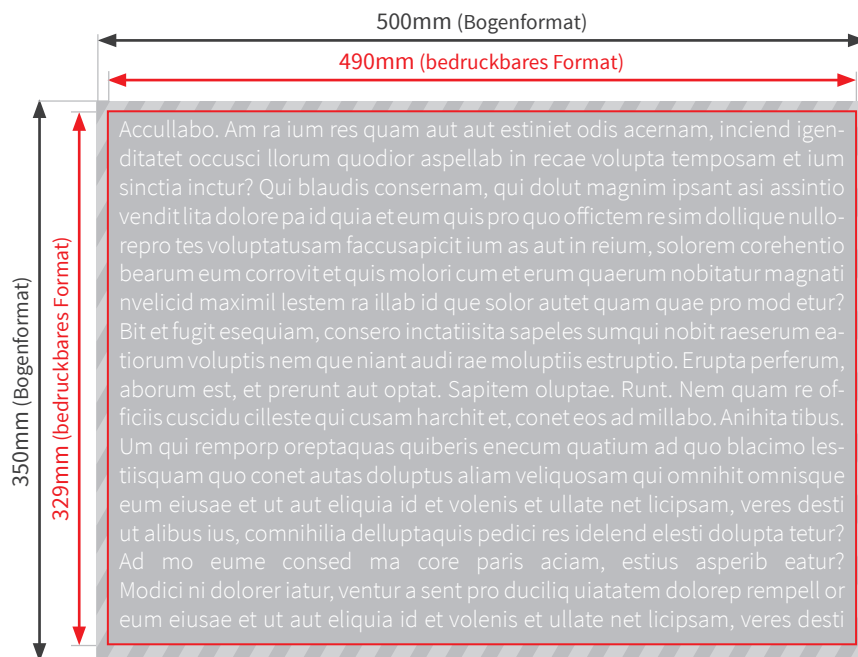 500mm (Bogenformat)
490mm (bedruckbares Format)
350mm (Bogenformat)
329mm (bedruckbares Format)
Accullabo. Am ra ium res quam aut aut estiniet odis acernam, inciend igen-
ditatet occusci llorum quodior aspellab in recae volupta temposam et ium
sinctia inctur? Qui blaudis consernam, qui dolut magnim ipsant asi assintio
vendit lita dolore pa id quia et eum quis pro quo offictem re sim dollique nullo-
repro tes voluptatusam faccusapicit ium as aut in reium, solorem corehentio
bearum eum corrovit et quis molori cum et erum quaerum nobitatur magnati
nvelicid maximil lestem ra illab id que solor autet quam quae pro mod etur?
Bit et fugit esequiam, consero inctatiisita sapeles sumqui nobit raeserum ea-
tiorum voluptis nem que niant audi rae moluptiis estruptio. Erupta perferum,
aborum est, et prerunt aut optat. Sapitem oluptae. Runt. Nem quam re of-
ficiis cuscidu cilleste qui cusam harchit et, conet eos ad millabo. Anihita tibus.
Um qui remporp oreptaquas quiberis enecum quatium ad quo blacimo les-
tiisquam quo conet autas doluptus aliam veliquosam qui omnihit omnisque
eum eiusae et ut aut eliquia id et volenis et ullate net licipsam, veres desti
ut alibus ius, comnihilia delluptaquis pedici res idelend elesti dolupta tetur?
Ad mo eume consed ma core paris aciam, estius asperib eatur?
Modici ni dolorer iatur, ventur a sent pro duciliq uiatatem dolorep rempell or
eum eiusae et ut aut eliquia id et volenis et ullate net licipsam, veres desti